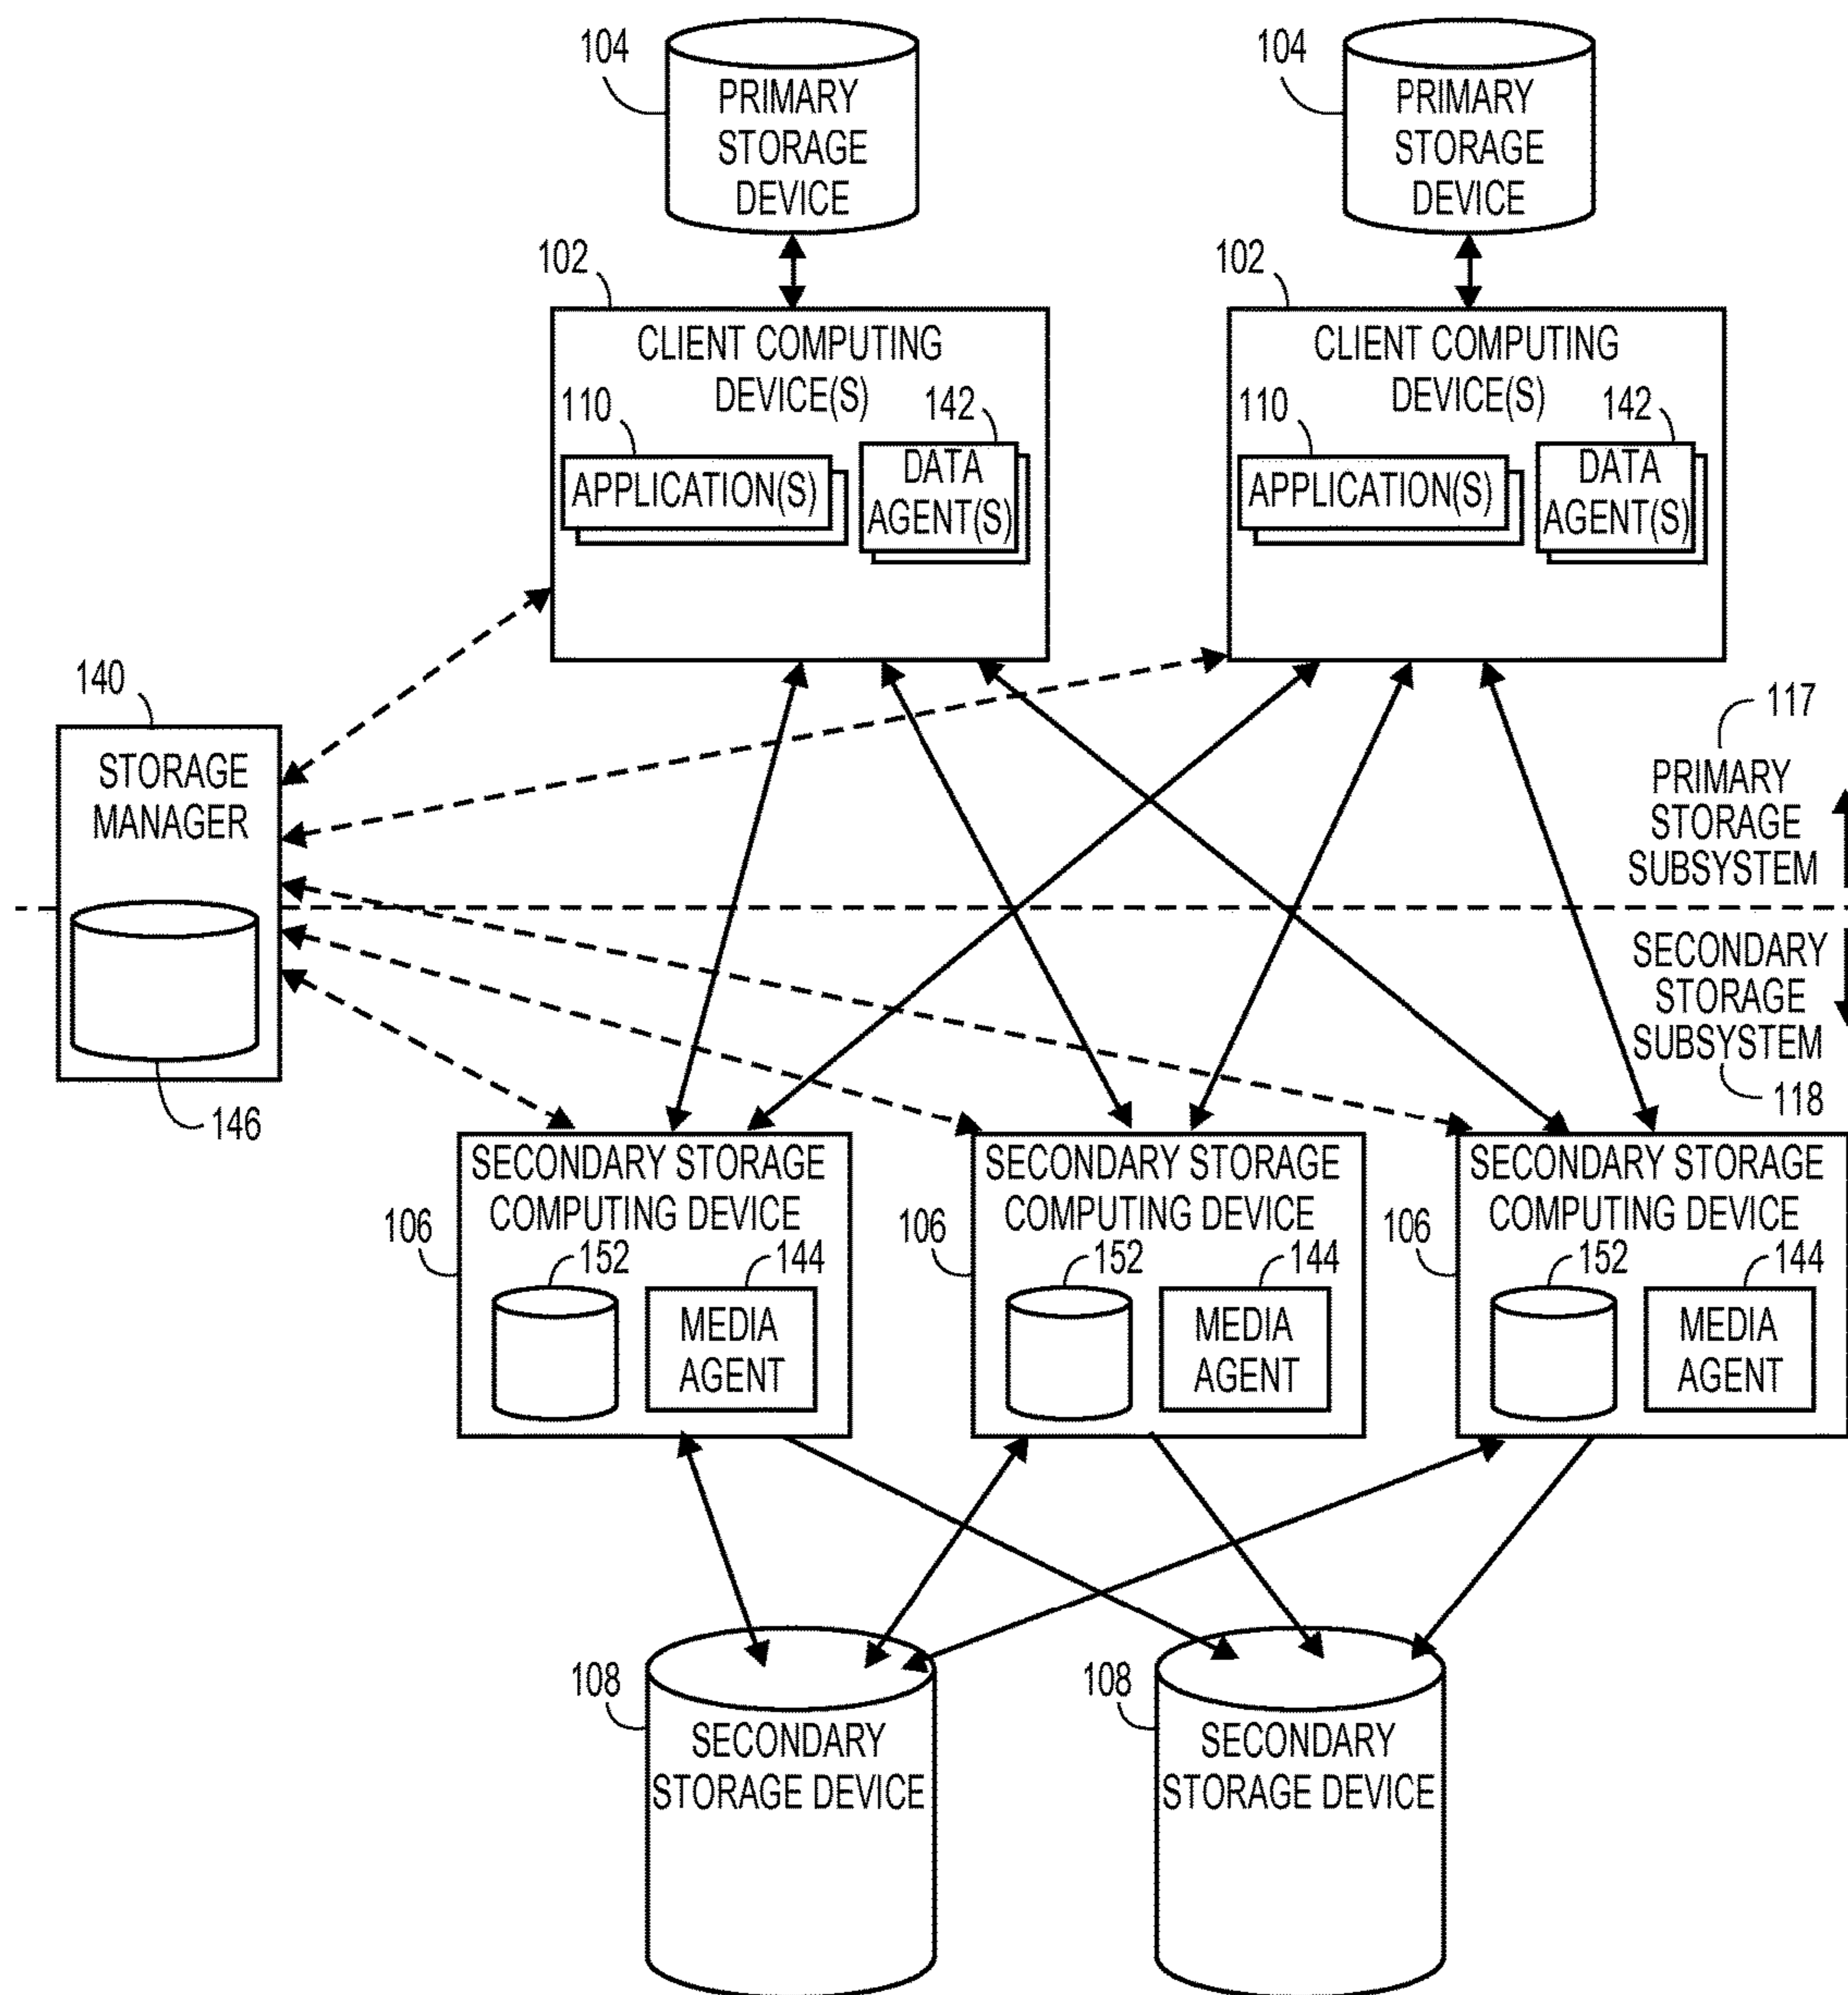 104
PRIMARY
STORAGE
DEVICE
104
PRIMARY
STORAGE
DEVICE
102
CLIENT COMPUTING
DEVICE(S)
110
142
APPLICATION(S)
DATA
AGENT(S)
102
CLIENT COMPUTING
DEVICE(S)
110
142
APPLICATION(S)
DATA
AGENT(S)
140
STORAGE
MANAGER
146
117
PRIMARY
STORAGE
SUBSYSTEM
SECONDARY
STORAGE
SUBSYSTEM
118
SECONDARY STORAGE
COMPUTING DEVICE
106
152
144
MEDIA
AGENT
SECONDARY STORAGE
COMPUTING DEVICE
106
152
144
MEDIA
AGENT
SECONDARY STORAGE
COMPUTING DEVICE
106
152
144
MEDIA
AGENT
108
SECONDARY
STORAGE DEVICE
108
SECONDARY
STORAGE DEVICE